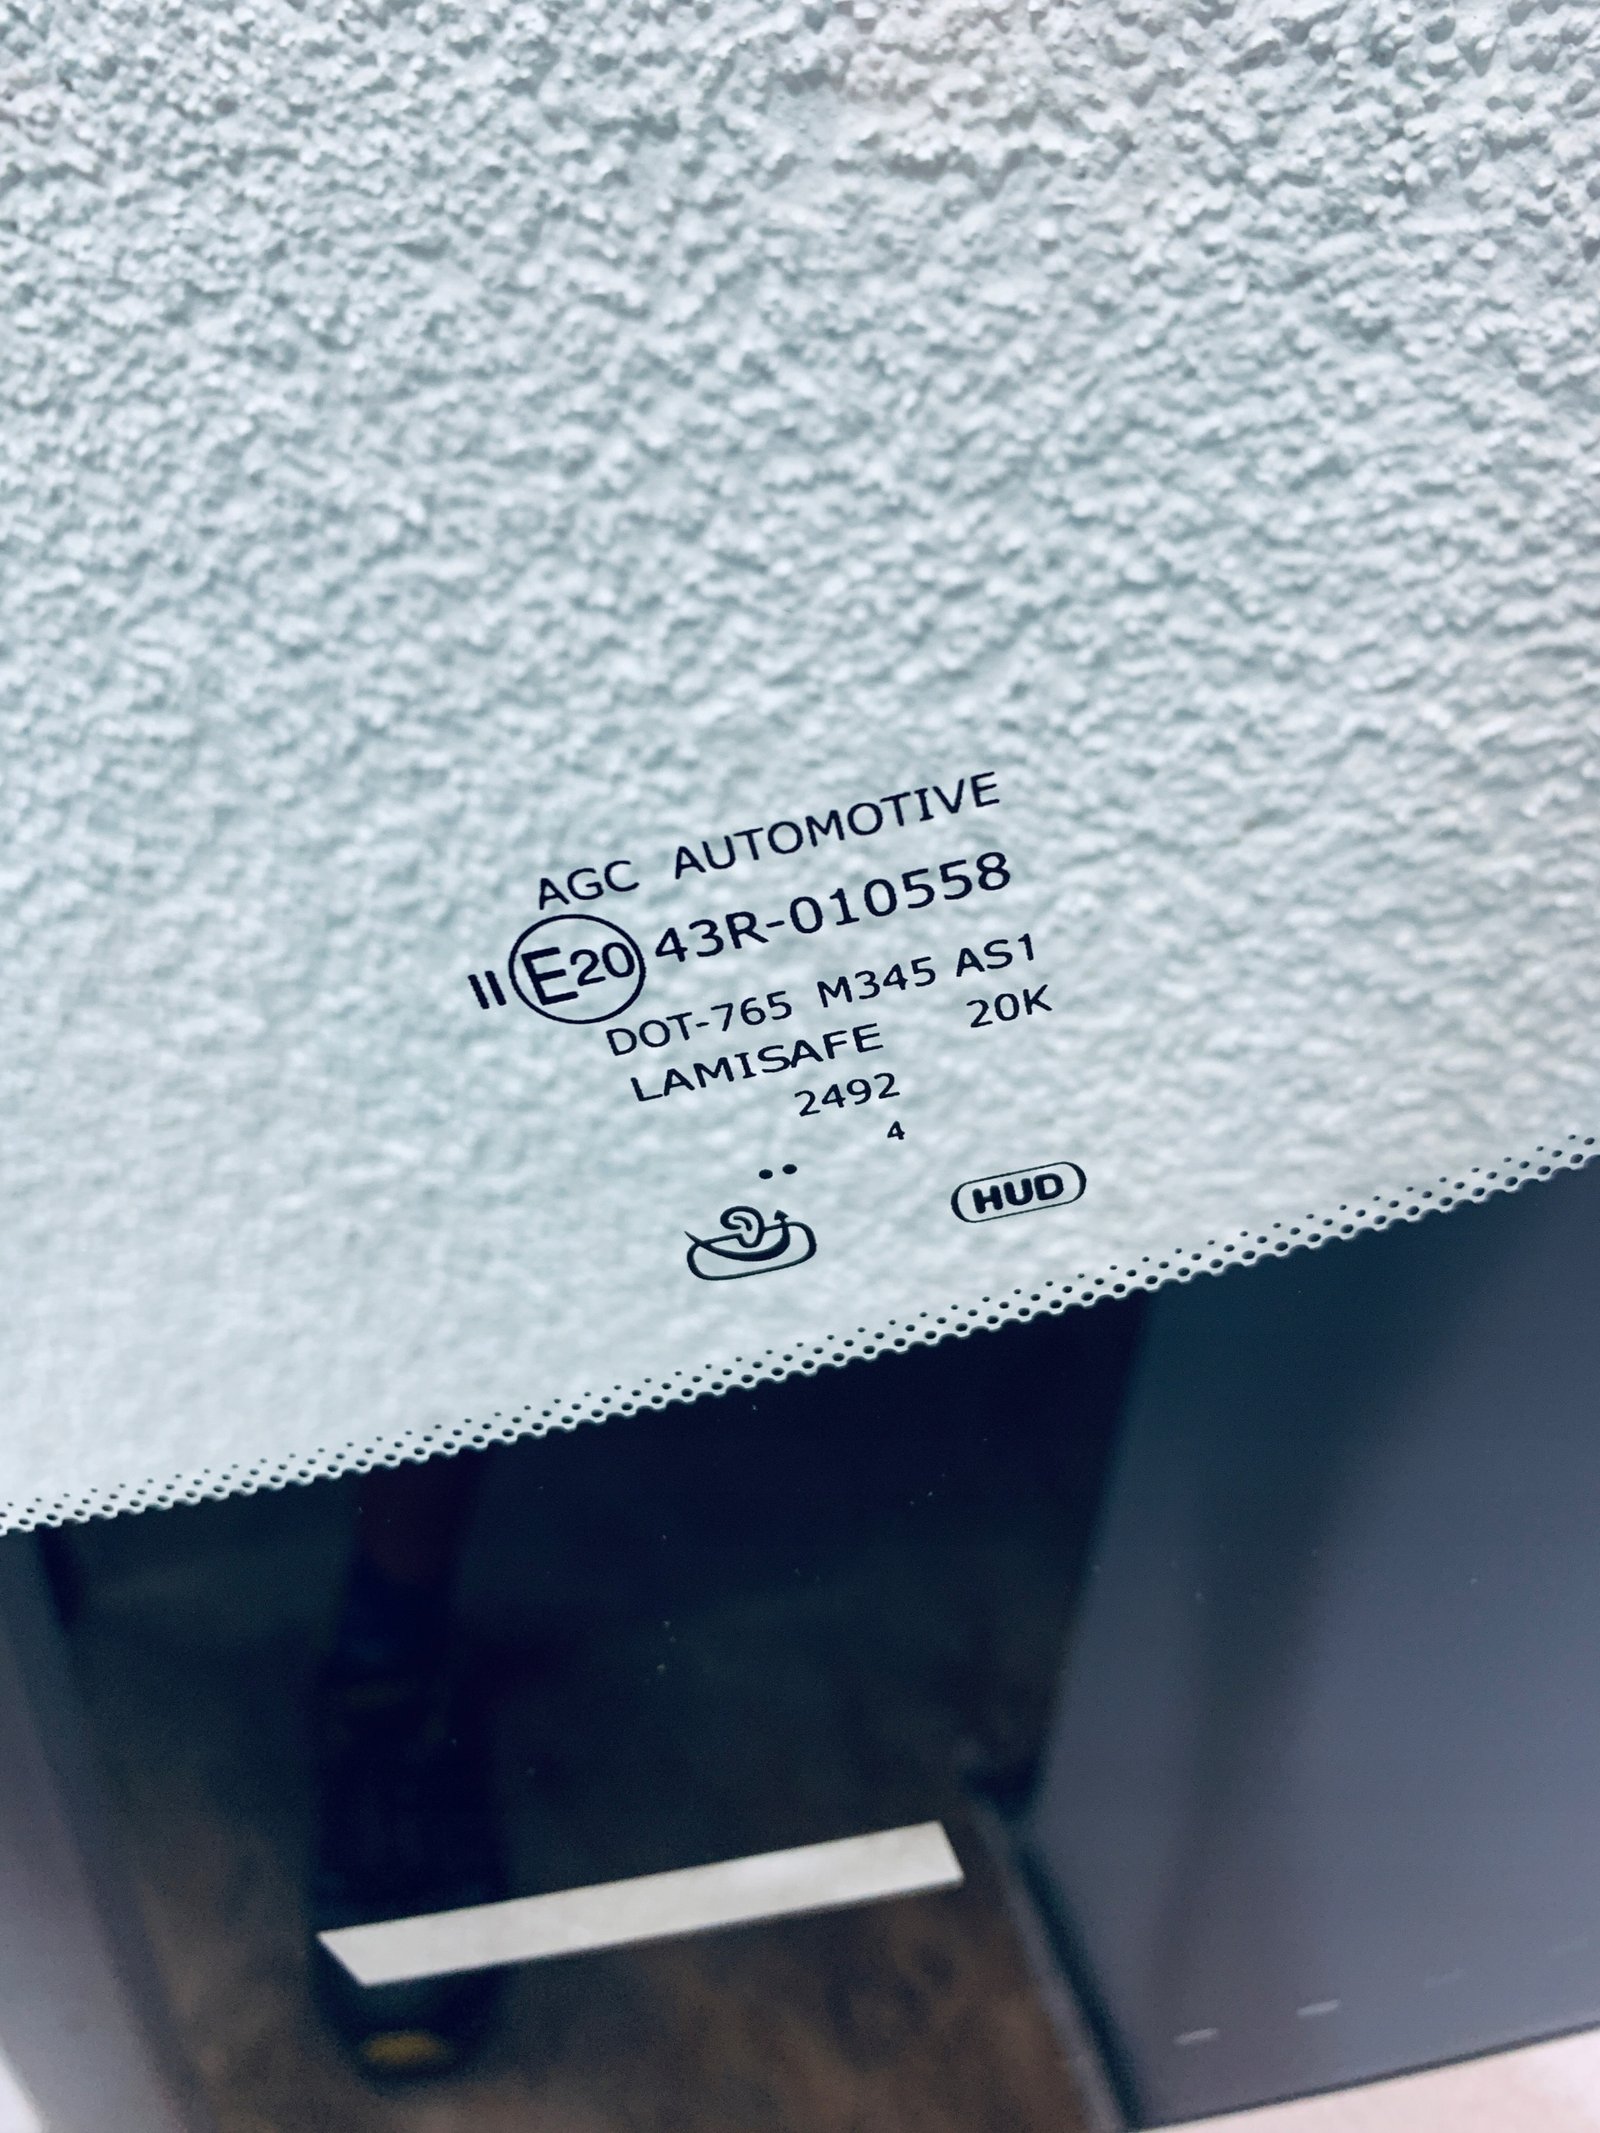 AGC AUTOMOTIVE
II E20 43R-010558
DOT-765 M345 AS1
LAMISAFE 20K
2492
4
HUD